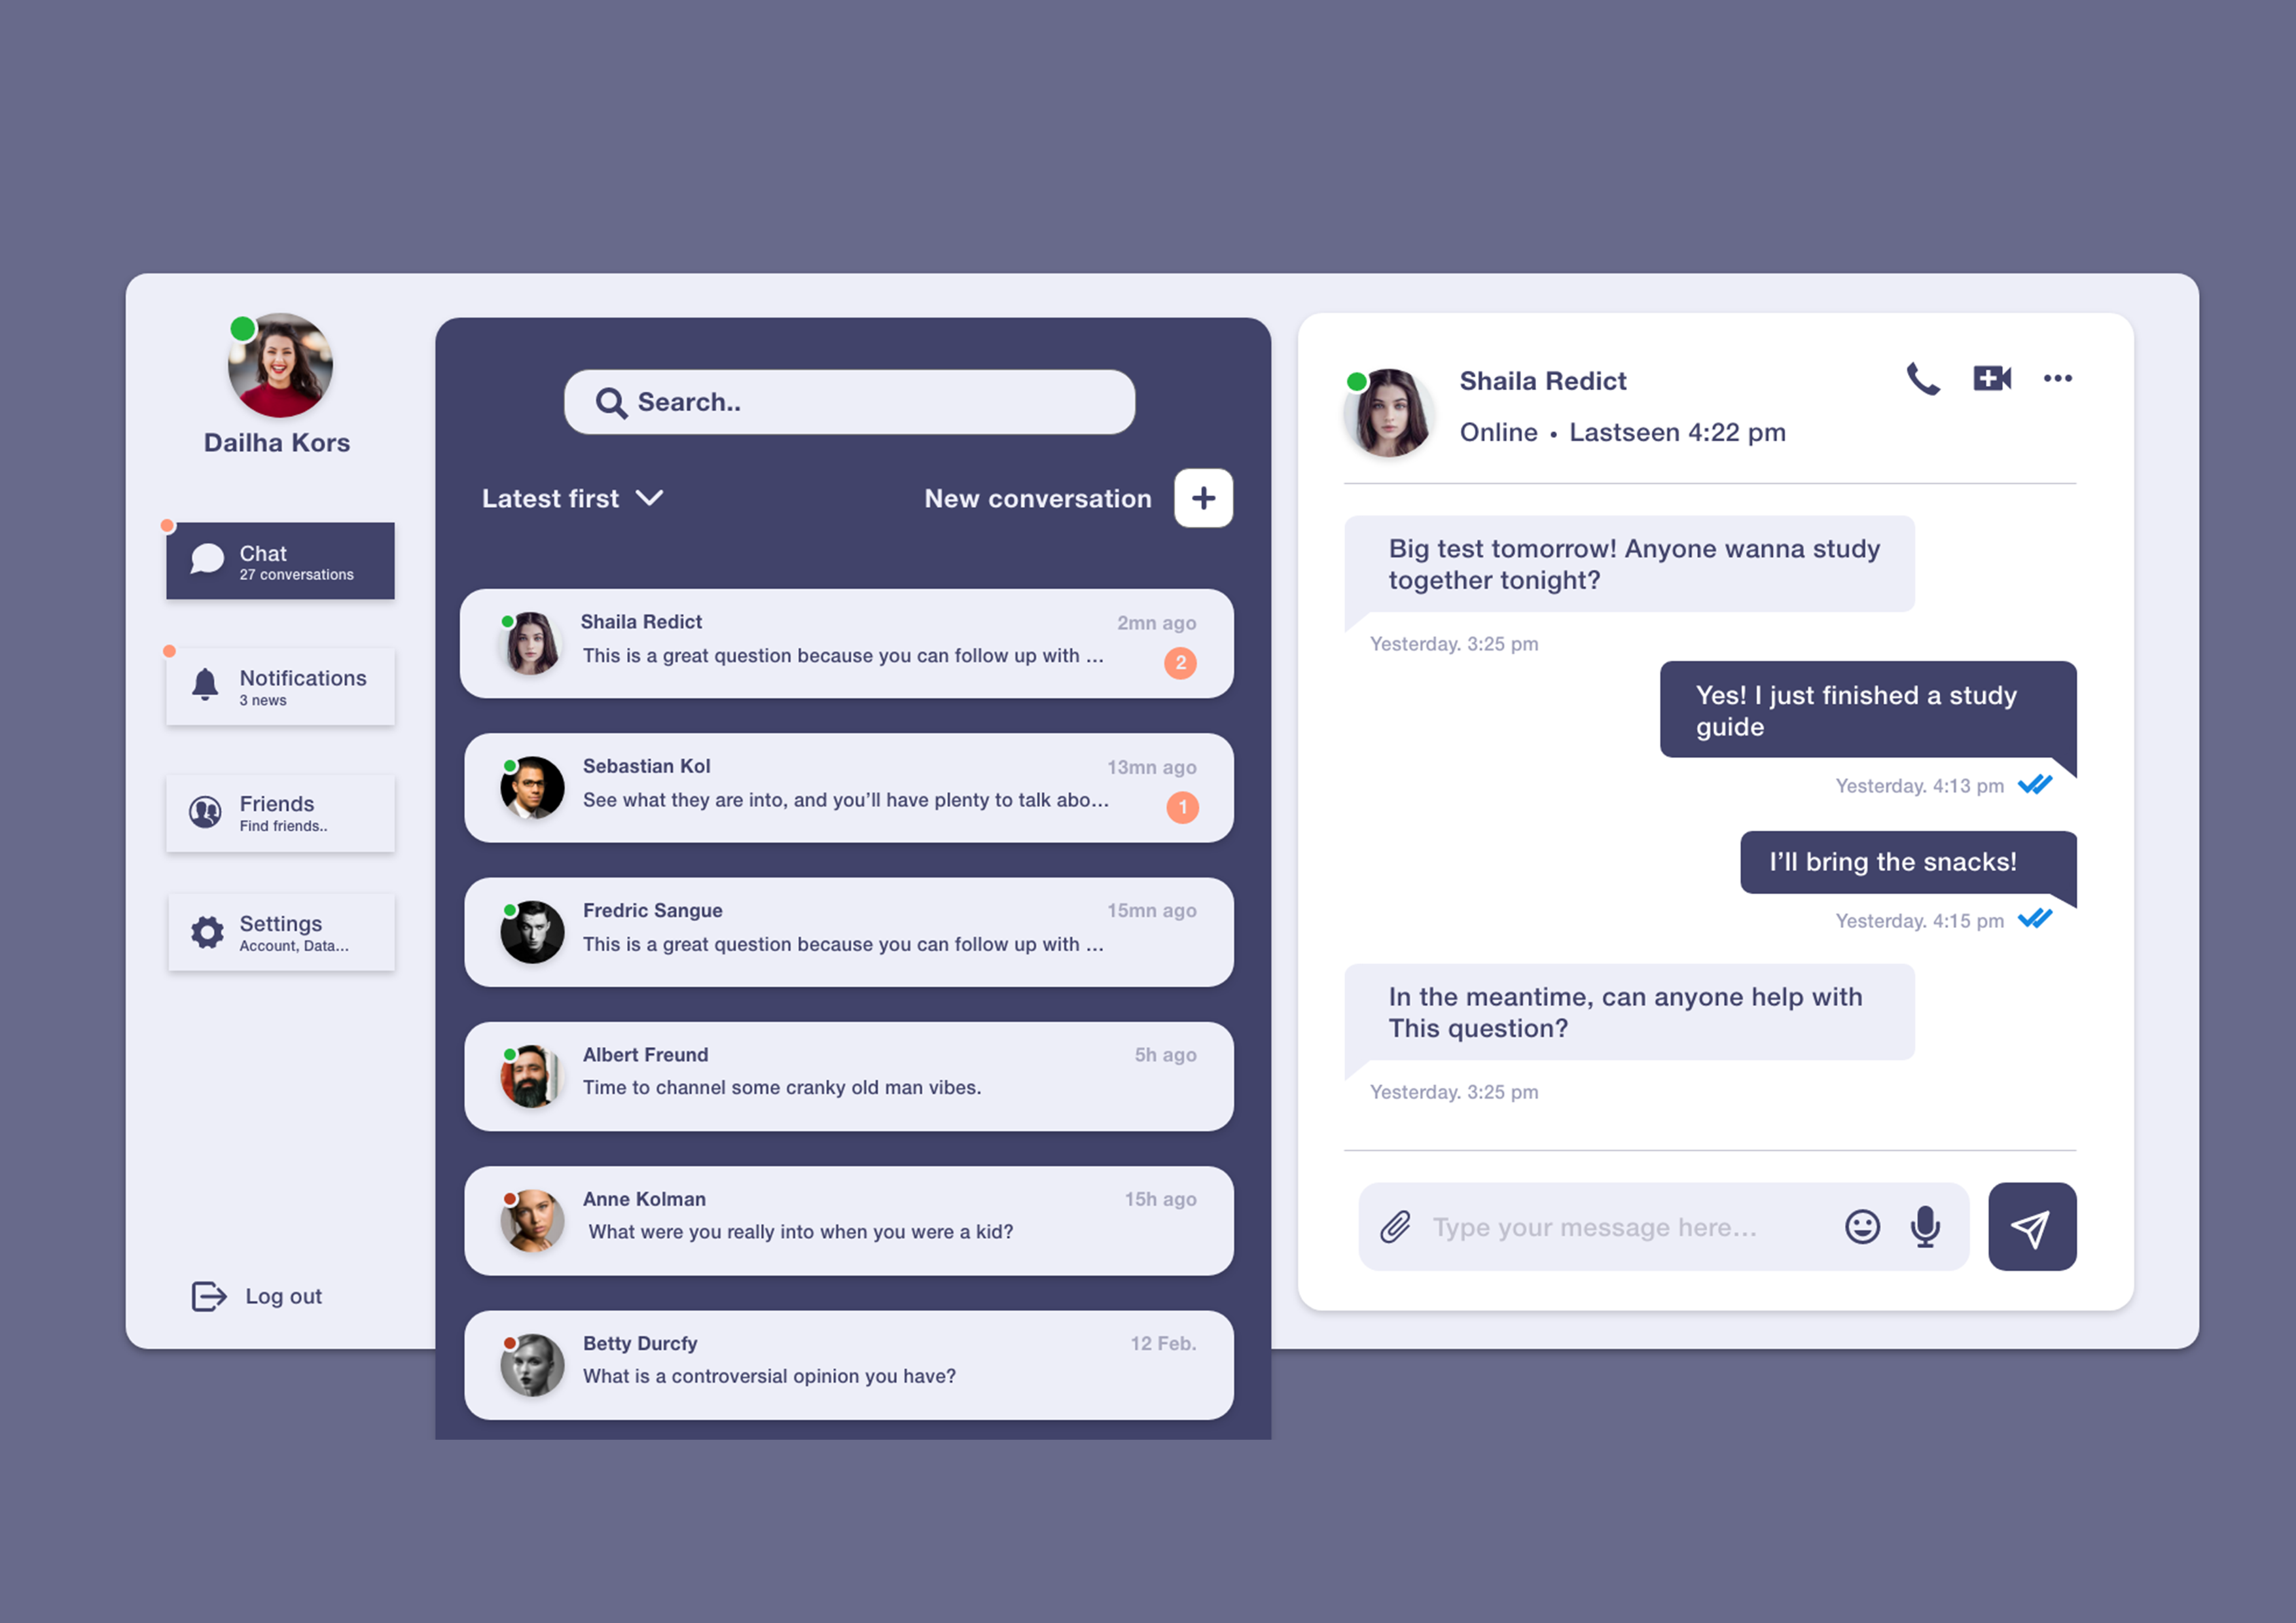 Dailha Kors
Chat
27 conversations
Notifications
3 news
Friends
Find friends..
Settings
Account, Data...
Log out
Search..
Latest first
New conversation
Shaila Redict
2mn ago
This is a great question because you can follow up with ...
2
Sebastian Kol
13mn ago
See what they are into, and you’ll have plenty to talk abo...
1
Fredric Sangue
15mn ago
This is a great question because you can follow up with ...
Albert Freund
5h ago
Time to channel some cranky old man vibes.
Anne Kolman
15h ago
What were you really into when you were a kid?
Betty Durcfy
12 Feb.
What is a controversial opinion you have?
Shaila Redict
Online • Lastseen 4:22 pm
Big test tomorrow! Anyone wanna study
together tonight?
Yesterday. 3:25 pm
Yes! I just finished a study
guide
Yesterday. 4:13 pm
I’ll bring the snacks!
Yesterday. 4:15 pm
In the meantime, can anyone help with
This question?
Yesterday. 3:25 pm
Type your message here...